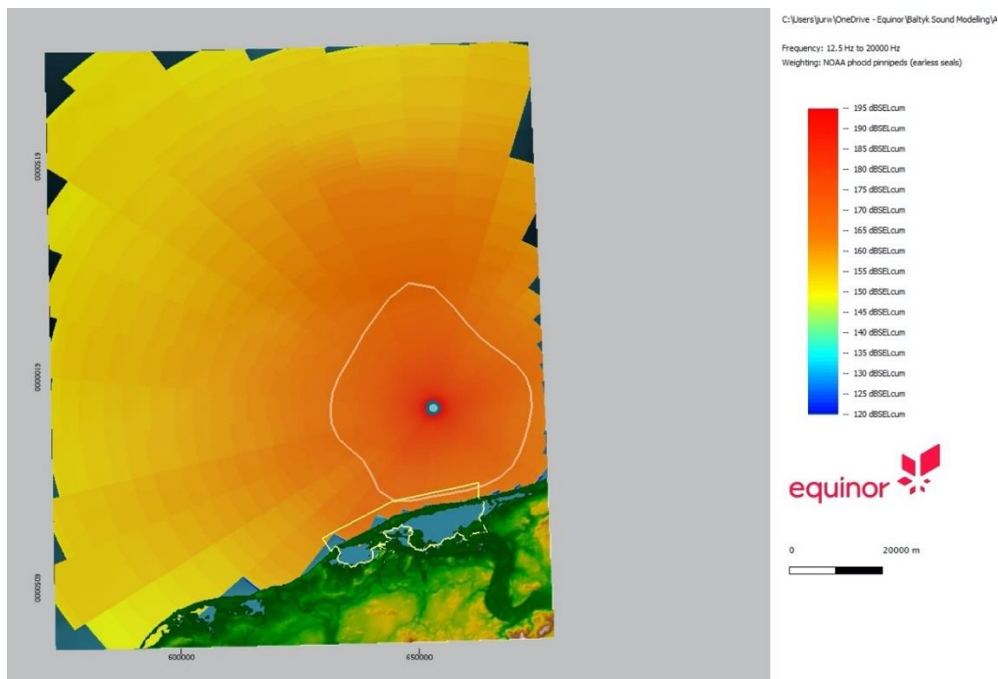 C:\Users\jurw\OneDrive - Equinor\Baltyk Sound Modelling\A
Frequency: 12.5 Hz to 20000 Hz
Weighting: NOAA phocid pinnipeds (earless seals)
-- 195 dBSELcum
-- 190 dBSELcum
-- 185 dBSELcum
-- 180 dBSELcum
-- 175 dBSELcum
-- 170 dBSELcum
-- 165 dBSELcum
-- 160 dBSELcum
-- 155 dBSELcum
-- 150 dBSELcum
-- 145 dBSELcum
-- 140 dBSELcum
-- 135 dBSELcum
-- 130 dBSELcum
-- 125 dBSELcum
-- 120 dBSELcum
equinor
0 20000 m
6150000
6100000
6050000
600000 650000